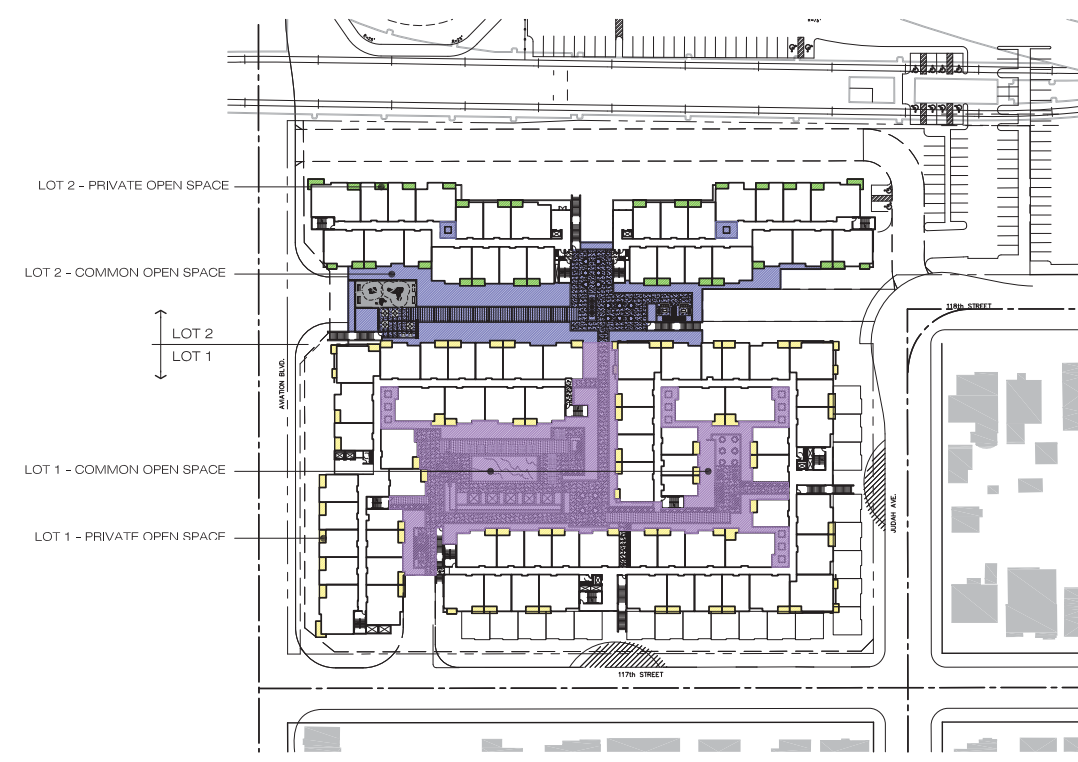 LOT 2 - PRIVATE OPEN SPACE
LOT 2 - COMMON OPEN SPACE
118th STREET
LOT 2
LOT 1
AVIATION BLVD.
LOT 1 - COMMON OPEN SPACE
JUDAH AVE.
LOT 1 - PRIVATE OPEN SPACE
117th STREET